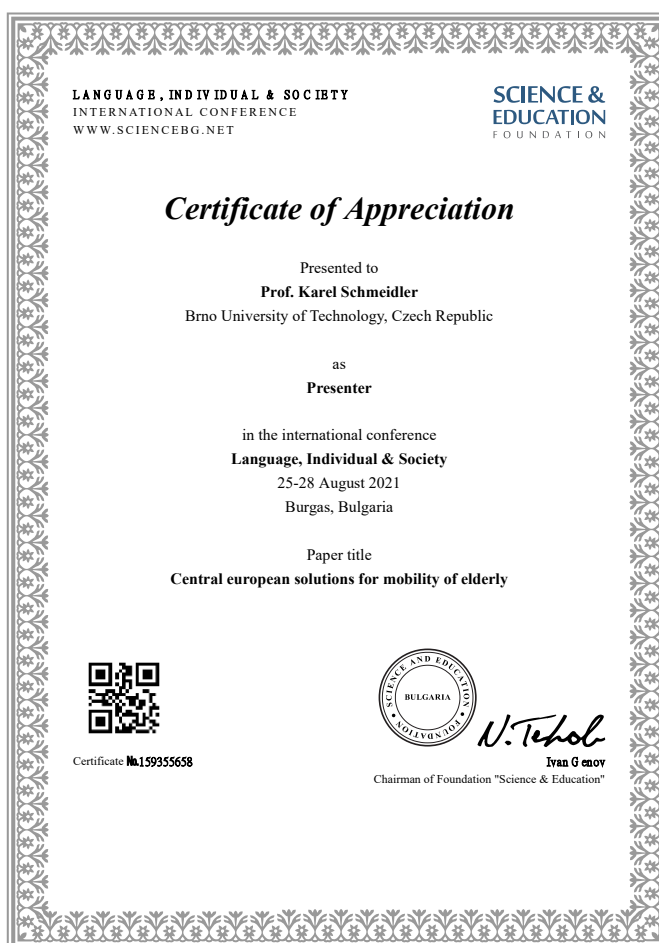 LANGUAGE, INDIVIDUAL & SOCIETY
INTERNATIONAL CONFERENCE
WWW.SCIENCEBG.NET
SCIENCE &
EDUCATION
FOUNDATION
Certificate of Appreciation
Presented to
Prof. Karel Schmeidler
Brno University of Technology, Czech Republic
as
Presenter
in the international conference
Language, Individual & Society
25-28 August 2021
Burgas, Bulgaria
Paper title
Central european solutions for mobility of elderly
SCIENCE AND EDUCATION
BULGARIA
• FOUNDATION •
Certificate No.159355658
Ivan Genov
Chairman of Foundation "Science & Education"